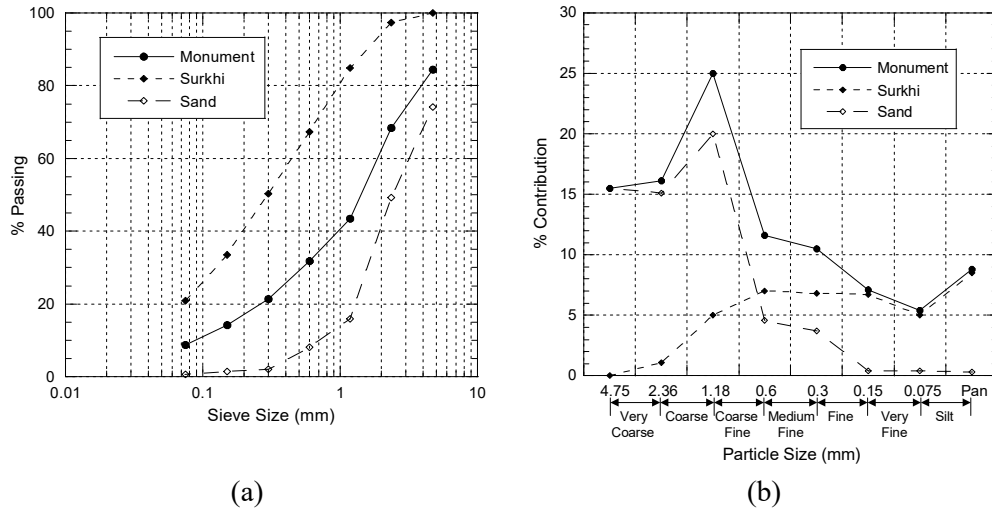 100
80
60
40
20
0
% Passing
Monument
Surkhi
Sand
0.01 0.1 1 10
Sieve Size (mm)
(a)
30
25
20
15
10
5
0
% Contribution
Monument
Surkhi
Sand
4.75 2.36 1.18 0.6 0.3 0.15 0.075 Pan
Very Coarse Coarse Medium Fine Very Silt
Coarse Fine Fine Fine
Particle Size (mm)
(b)